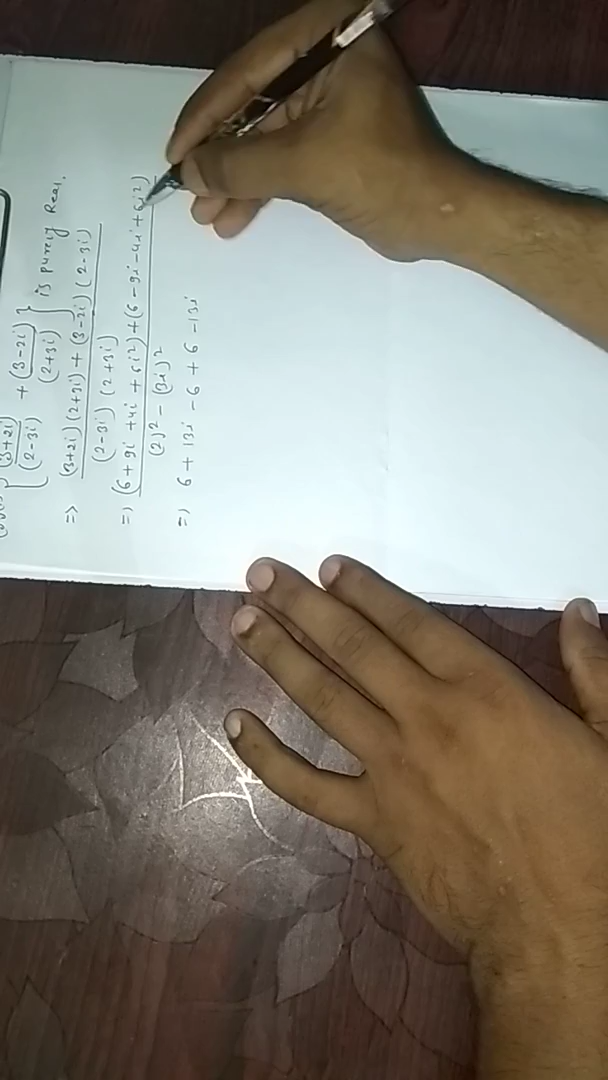 { (3+2i)/(2-3i) + (3-2i)/(2+3i) } is purely Real.
=> (3+2i)(2+3i) + (3-2i)(2-3i) / (2-3i)(2+3i)
=> (6+9i+4i+6i²)+(6-9i-4i+6i²) / (2)² - (3i)²
=> 6 + 13i - 6 + 6 - 13i